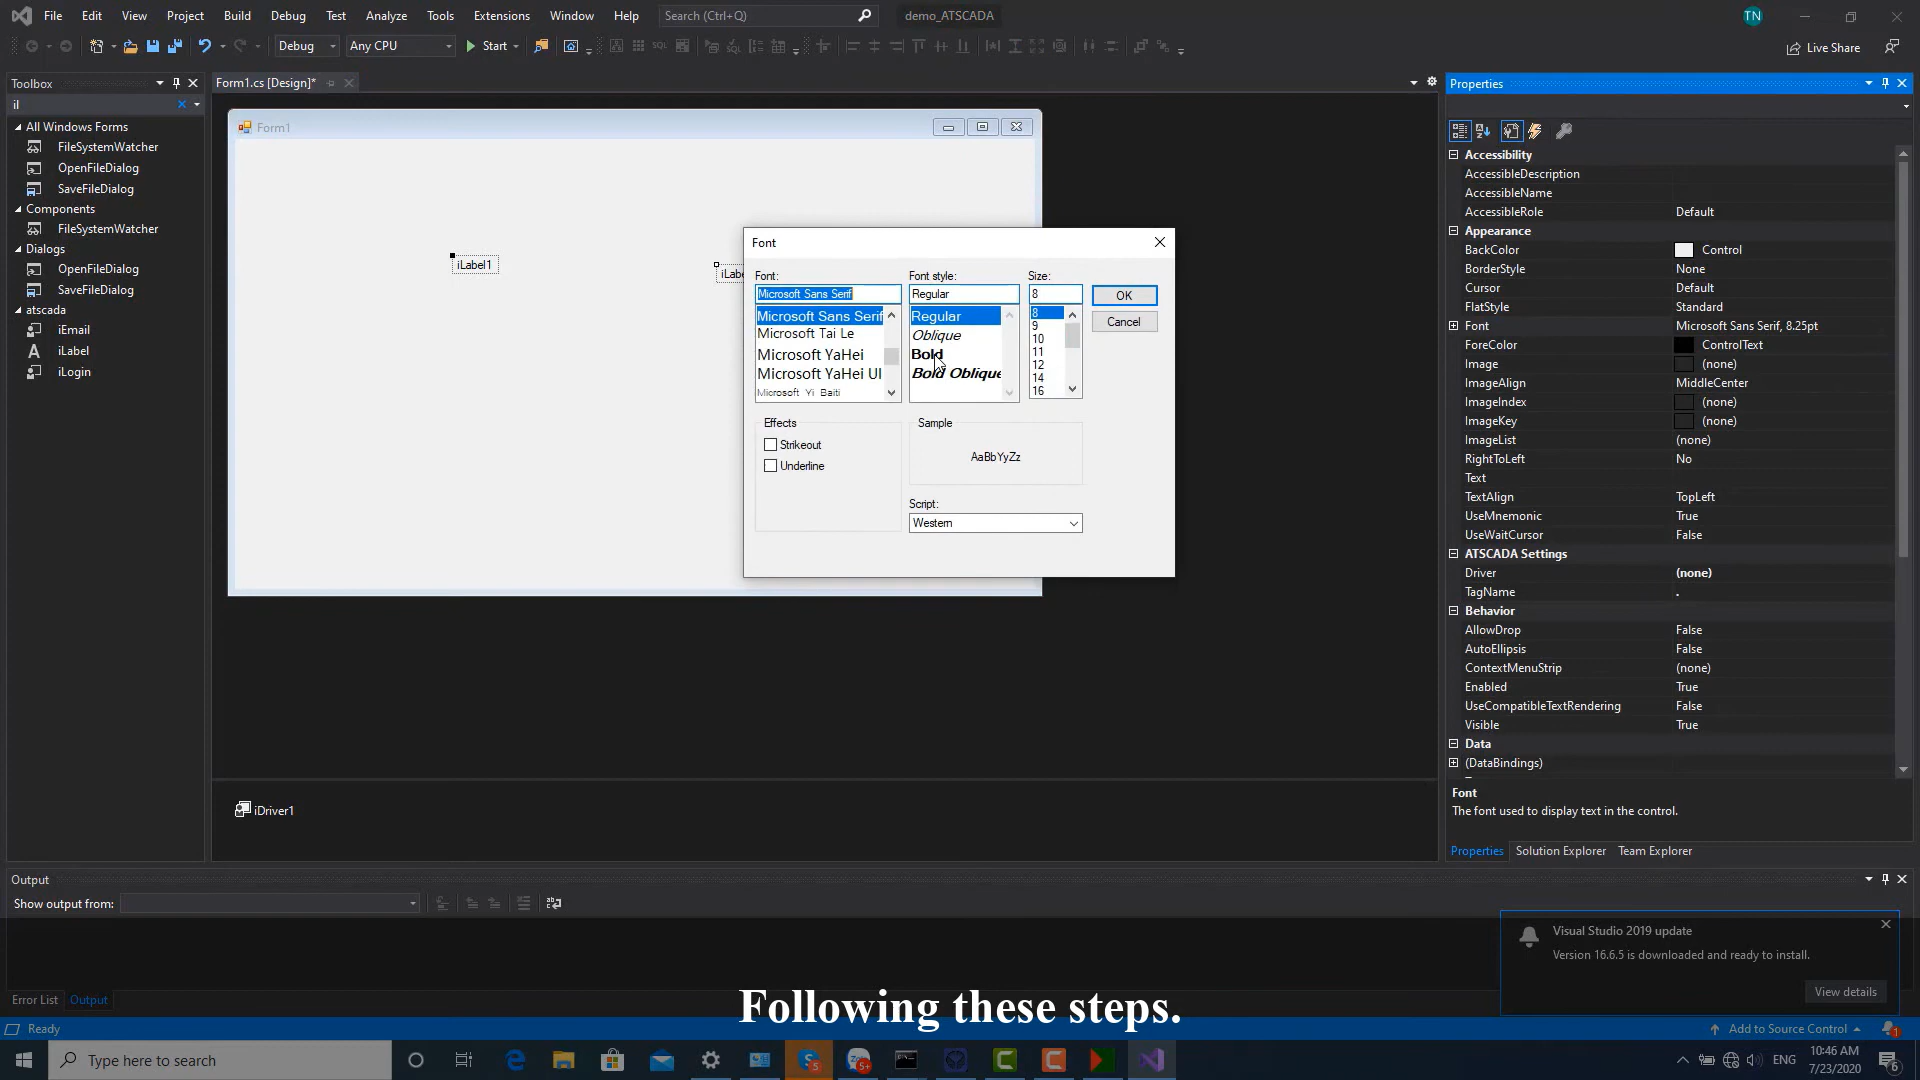 File Edit View Project Build Debug Test Analyze Tools Extensions Window Help Search (Ctrl+Q) demo_ATSCADA TN
Debug Any CPU Start Live Share
Toolbox
il
All Windows Forms
FileSystemWatcher
OpenFileDialog
SaveFileDialog
Components
FileSystemWatcher
Dialogs
OpenFileDialog
SaveFileDialog
atscada
iEmail
A iLabel
iLogin
Form1.cs [Design]*
Form1
iLabel1
iLabe
Font
Font: Font style: Size:
Microsoft Sans Serif Regular 8 OK
Microsoft Sans Serif Regular 8
Microsoft Tai Le Oblique 9 Cancel
Microsoft YaHei Bold 10
Microsoft YaHei UI Bold Oblique 11
Microsoft Yi Baiti 12
14
16
Effects Sample
Strikeout
Underline
AaBbYyZz
Script:
Western
iDriver1
Properties
Accessibility
AccessibleDescription
AccessibleName
AccessibleRole Default
Appearance
BackColor Control
BorderStyle None
Cursor Default
FlatStyle Standard
Font Microsoft Sans Serif, 8.25pt
ForeColor ControlText
Image (none)
ImageAlign MiddleCenter
ImageIndex (none)
ImageKey (none)
ImageList (none)
RightToLeft No
Text
TextAlign TopLeft
UseMnemonic True
UseWaitCursor False
ATSCADA Settings
Driver (none)
TagName .
Behavior
AllowDrop False
AutoEllipsis False
ContextMenuStrip (none)
Enabled True
UseCompatibleTextRendering False
Visible True
Data
(DataBindings)
Font
The font used to display text in the control.
Properties Solution Explorer Team Explorer
Output
Show output from:
Visual Studio 2019 update
Version 16.6.5 is downloaded and ready to install.
View details
Error List Output
Following these steps.
Ready Add to Source Control 1
Type here to search
ENG
10:46 AM
7/23/2020
6